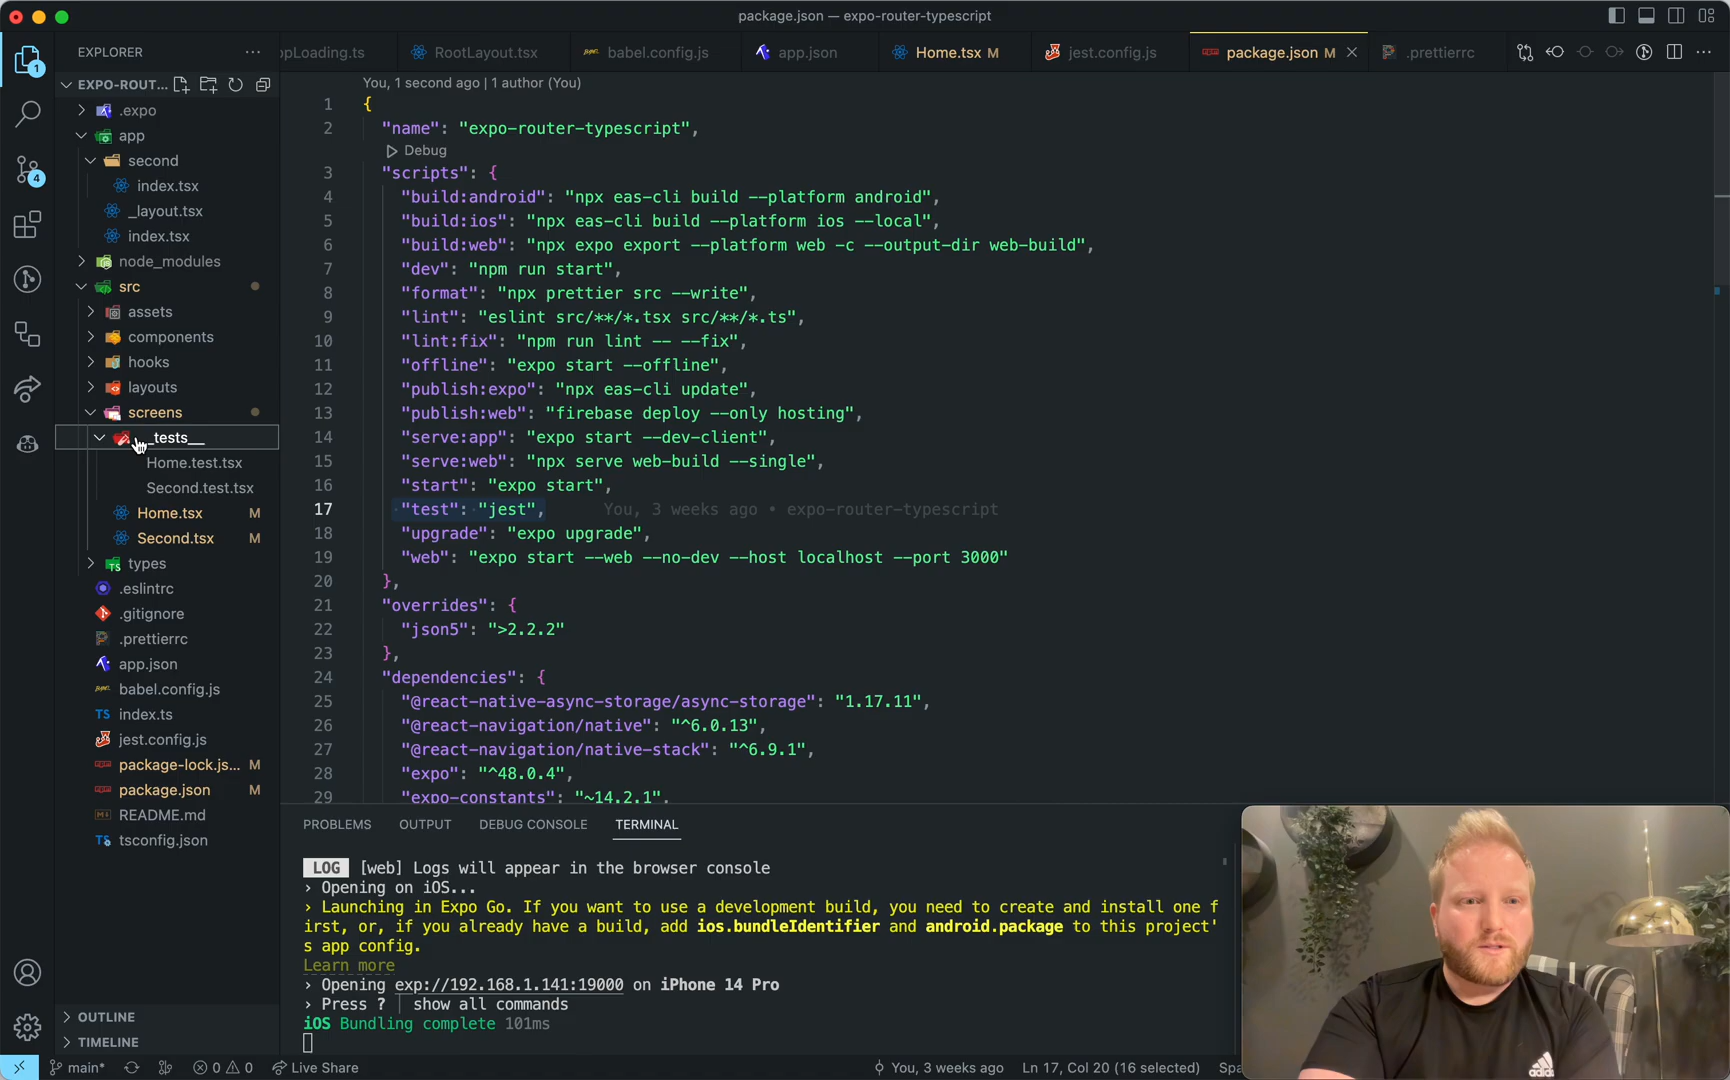 package.json — expo-router-typescript
EXPLORER
···
ppLoading.ts
RootLayout.tsx
babel.config.js
app.json
Home.tsx M
jest.config.js
package.json M
.prettierrc
EXPO-ROUT...
.expo
app
second
index.tsx
_layout.tsx
index.tsx
node_modules
src
assets
components
hooks
layouts
screens
_tests__
Home.test.tsx
Second.test.tsx
Home.tsx M
Second.tsx M
types
.eslintrc
.gitignore
.prettierrc
app.json
babel.config.js
TS index.ts
jest.config.js
package-lock.js... M
package.json M
README.md
tsconfig.json
OUTLINE
TIMELINE
1
4
You, 1 second ago | 1 author (You)
1 {
2 "name": "expo-router-typescript",
Debug
3 "scripts": {
4 "build:android": "npx eas-cli build --platform android",
5 "build:ios": "npx eas-cli build --platform ios --local",
6 "build:web": "npx expo export --platform web -c --output-dir web-build",
7 "dev": "npm run start",
8 "format": "npx prettier src --write",
9 "lint": "eslint src/**/*.tsx src/**/*.ts",
10 "lint:fix": "npm run lint -- --fix",
11 "offline": "expo start --offline",
12 "publish:expo": "npx eas-cli update",
13 "publish:web": "firebase deploy --only hosting",
14 "serve:app": "expo start --dev-client",
15 "serve:web": "npx serve web-build --single",
16 "start": "expo start",
17 "test": "jest", You, 3 weeks ago • expo-router-typescript
18 "upgrade": "expo upgrade",
19 "web": "expo start --web --no-dev --host localhost --port 3000"
20 },
21 "overrides": {
22 "json5": ">2.2.2"
23 },
24 "dependencies": {
25 "@react-native-async-storage/async-storage": "1.17.11",
26 "@react-navigation/native": "^6.0.13",
27 "@react-navigation/native-stack": "^6.9.1",
28 "expo": "^48.0.4",
29 "expo-constants": "~14.2.1",
PROBLEMS OUTPUT DEBUG CONSOLE TERMINAL
LOG [web] Logs will appear in the browser console
› Opening on iOS...
› Launching in Expo Go. If you want to use a development build, you need to create and install one f
irst, or, if you already have a build, add ios.bundleIdentifier and android.package to this project'
s app config.
Learn more
› Opening exp://192.168.1.141:19000 on iPhone 14 Pro
› Press ? │ show all commands
iOS Bundling complete 101ms
adidas
main* 0 0 Live Share You, 3 weeks ago Ln 17, Col 20 (16 selected) Spa